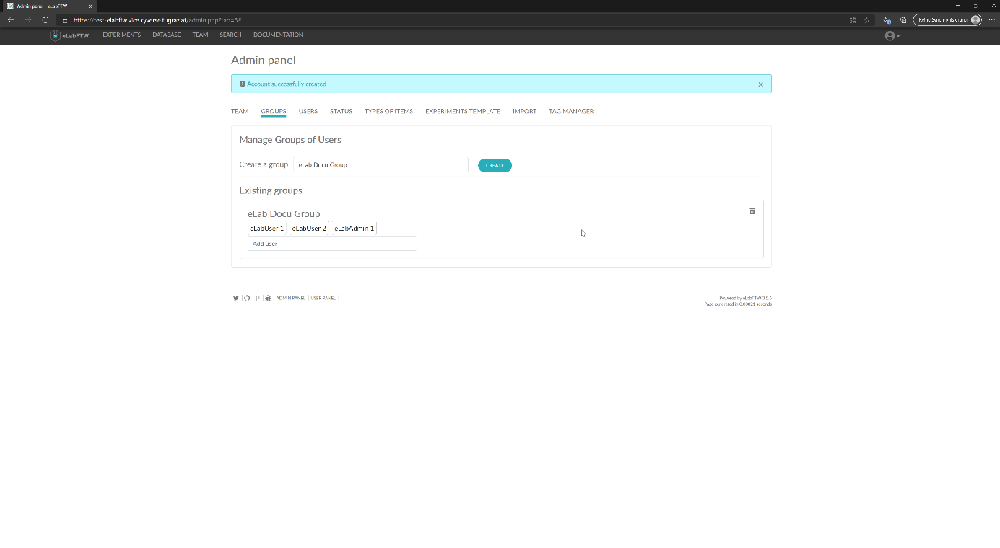 Admin panel - eLabFTW
https://test-elabftw.vice.cyverse.tugraz.at/admin.php?tab=3#
Keine Synchronisierung
eLabFTW EXPERIMENTS DATABASE TEAM SEARCH DOCUMENTATION
Admin panel
Account successfully created
TEAM GROUPS USERS STATUS TYPES OF ITEMS EXPERIMENTS TEMPLATE IMPORT TAG MANAGER
Manage Groups of Users
Create a group eLab Docu Group CREATE
Existing groups
eLab Docu Group
eLabUser 1 eLabUser 2 eLabAdmin 1
Add user
ADMIN PANEL USER PANEL
Powered by eLabFTW 3.5.6
Page generated in 0.00821 seconds